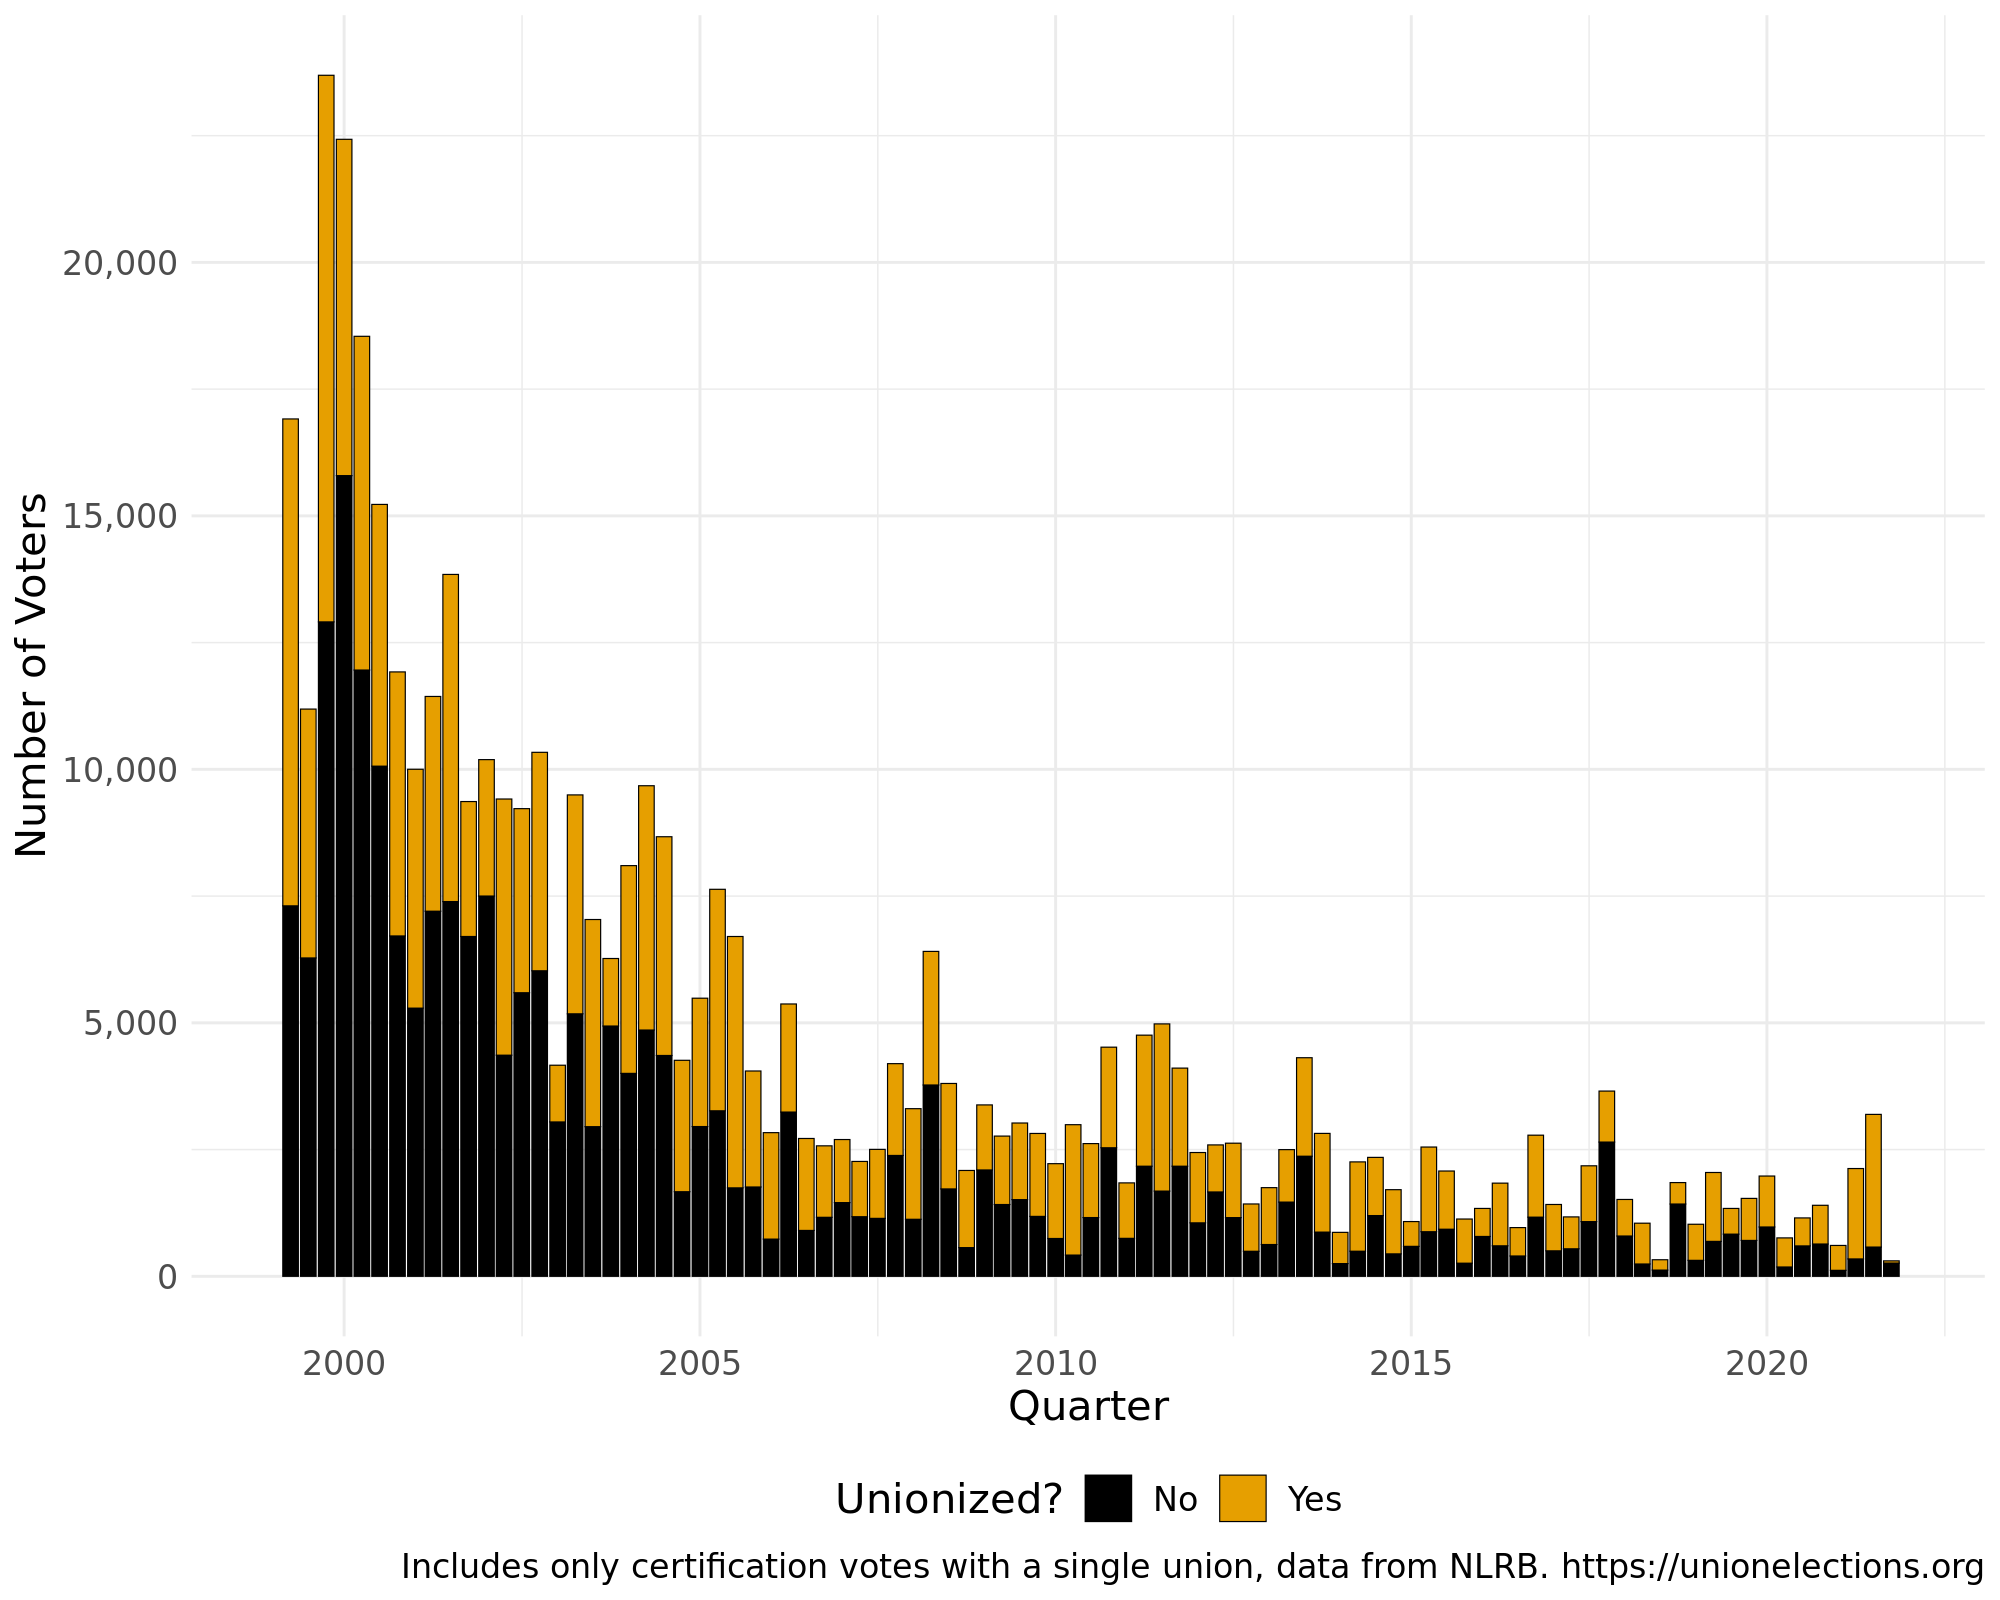 20,000
15,000
10,000
5,000
0
Number of Voters
2000 2005 2010 2015 2020
Quarter
Unionized? No Yes
Includes only certification votes with a single union, data from NLRB. https://unionelections.org